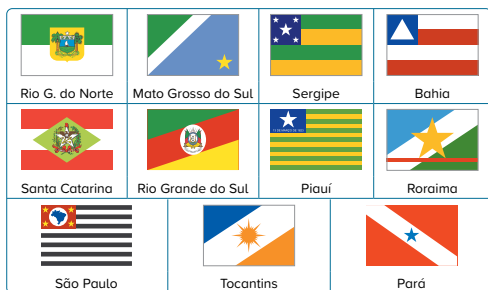 Rio G. do Norte Mato Grosso do Sul Sergipe Bahia
Santa Catarina Rio Grande do Sul Piauí Roraima
São Paulo Tocantins Pará